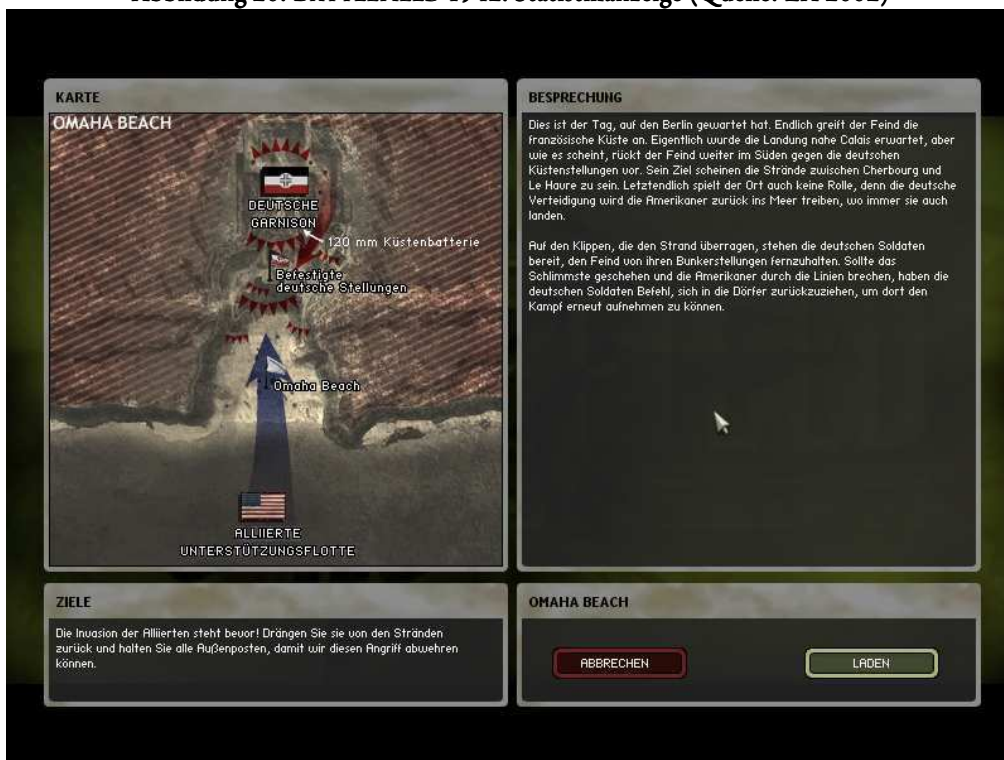 Abbildung BATTLEFIELD 1942: (Quelle: EA 2002)
KARTE
OMAHA BEACH
DEUTSCHE
GARNISON
120 mm Küstenbatterie
Befestigte
deutsche Stellungen
Omaha Beach
ALLIIERTE
UNTERSTÜTZUNGSFLOTTE
BESPRECHUNG
Dies ist der Tag, auf den Berlin gewartet hat. Endlich greift der Feind die
französische Küste an. Eigentlich wurde die Landung nahe Calais erwartet, aber
wie es scheint, rückt der Feind weiter im Süden gegen die deutschen
Küstenstellungen vor. Sein Ziel scheinen die Strände zwischen Cherbourg und
Le Havre zu sein. Letztendlich spielt der Ort auch keine Rolle, denn die deutsche
Verteidigung wird die Amerikaner zurück ins Meer treiben, wo immer sie auch
landen.
Auf den Klippen, die den Strand überragen, stehen die deutschen Soldaten
bereit, den Feind von ihren Bunkerstellungen fernzuhalten. Sollte das
Schlimmste geschehen und die Amerikaner durch die Linien brechen, haben die
deutschen Soldaten Befehl, sich in die Dörfer zurückzuziehen, um dort den
Kampf erneut aufnehmen zu können.
ZIELE
Die Invasion der Alliierten steht bevor! Drängen Sie sie von den Stränden
zurück und halten Sie alle Außenposten, damit wir diesen Angriff abwehren
können.
OMAHA BEACH
ABBRECHEN
LADEN